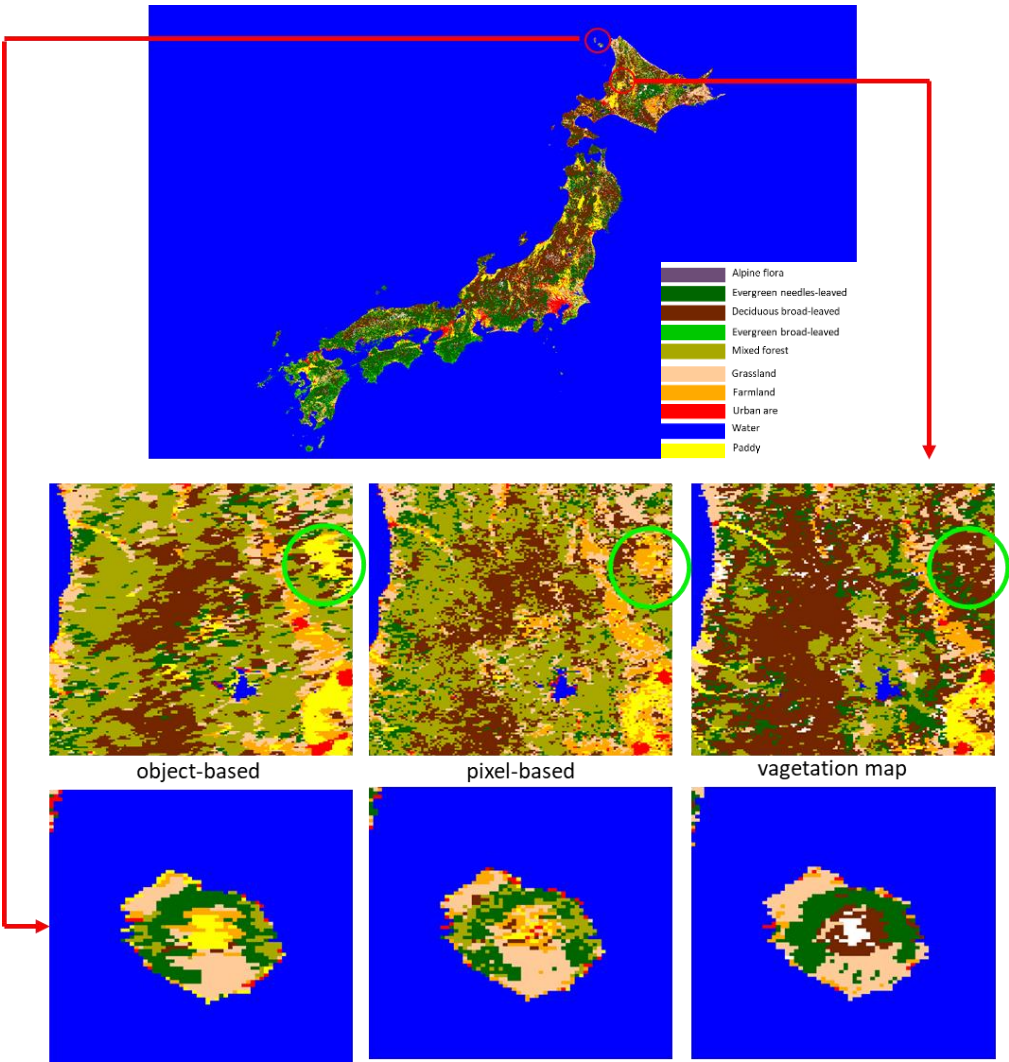 Alpine flora
Evergreen needles-leaved
Deciduous broad-leaved
Evergreen broad-leaved
Mixed forest
Grassland
Farmland
Urban are
Water
Paddy
object-based
pixel-based
vagetation map